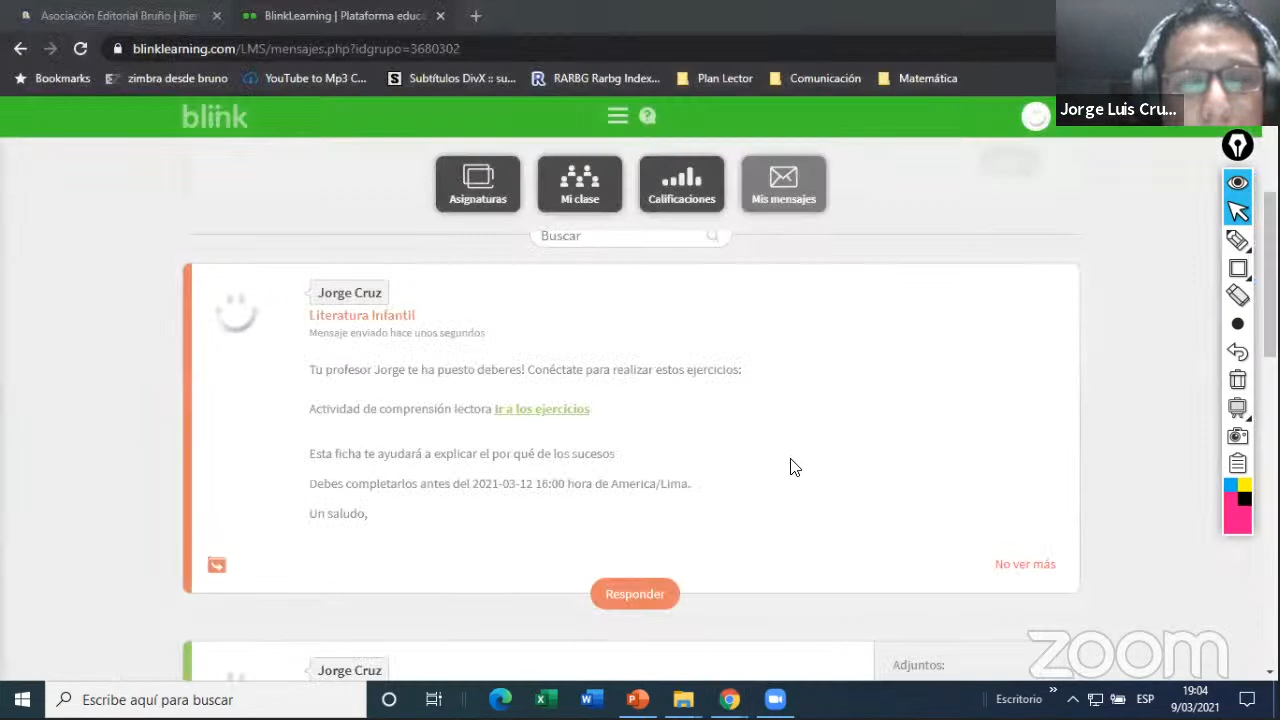 Asociación Editorial Bruño | Bien
BlinkLearning | Plataforma educ
blinklearning.com/LMS/mensajes.php?idgrupo=3680302
Bookmarks
zimbra desde bruno
YouTube to Mp3 C...
Subtítulos DivX :: su...
RARBG Rarbg Index...
Plan Lector
Comunicación
Matemática
Jorge Luis Cru...
blink
Asignaturas
Mi clase
Calificaciones
Mis mensajes
Buscar
Jorge Cruz
Literatura Infantil
Mensaje enviado hace unos segundos
Tu profesor Jorge te ha puesto deberes! Conéctate para realizar estos ejercicios:
Actividad de comprensión lectora Ir a los ejercicios
Esta ficha te ayudará a explicar el por qué de los sucesos
Debes completarlos antes del 2021-03-12 16:00 hora de America/Lima.
Un saludo,
No ver más
Responder
Jorge Cruz
Adjuntos:
zoom
Escribe aquí para buscar
Escritorio
ESP
19:04
9/03/2021